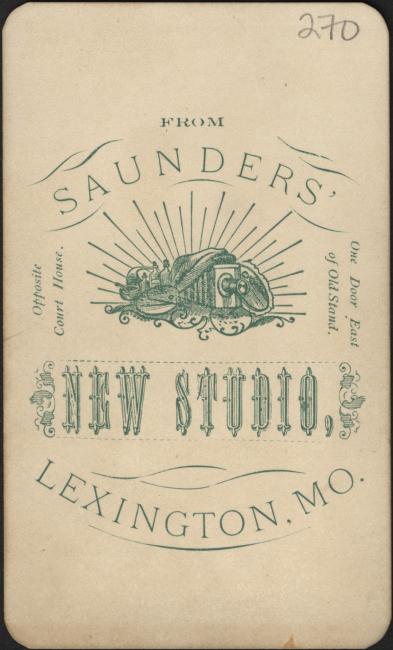 270
FROM
SAUNDERS'
Opposite
Court House.
One Door East
of Old Stand.
NEW STUDIO,
LEXINGTON, MO.